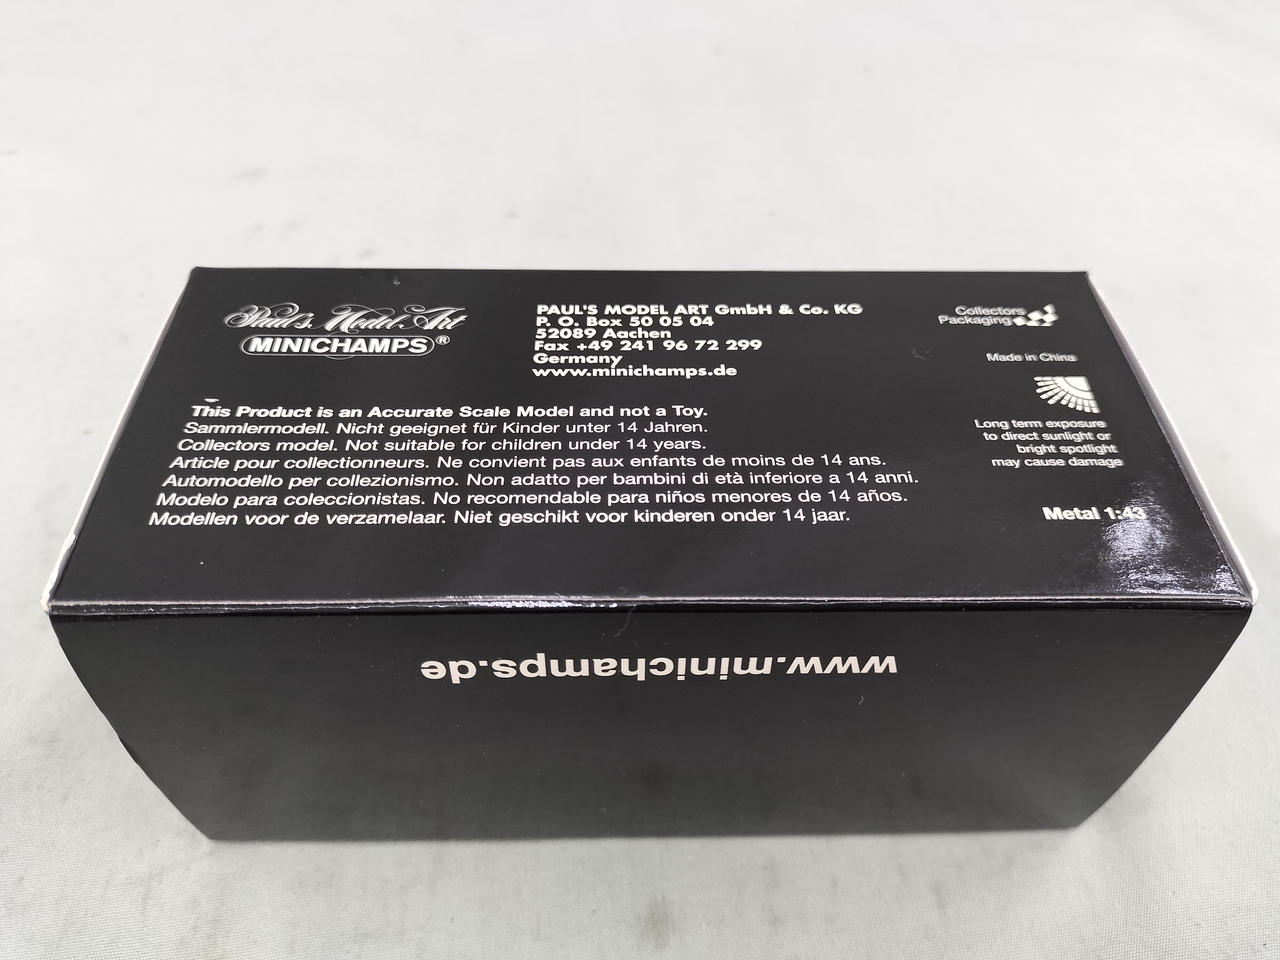 Paul's Model Art
MINICHAMPS®
PAUL'S MODEL ART GmbH & Co. KG
P. O. Box 50 05 04
52089 Aachen
Fax +49 241 96 72 299
Germany
www.minichamps.de
Collectors
Packaging
Made in China
Long term exposure
to direct sunlight or
bright spotlight
may cause damage
Metal 1:43
This Product is an Accurate Scale Model and not a Toy.
Sammlermodell. Nicht geeignet für Kinder unter 14 Jahren.
Collectors model. Not suitable for children under 14 years.
Article pour collectionneurs. Ne convient pas aux enfants de moins de 14 ans.
Automodello per collezionismo. Non adatto per bambini di età inferiore a 14 anni.
Modelo para coleccionistas. No recomendable para niños menores de 14 años.
Modellen voor de verzamelaar. Niet geschikt voor kinderen onder 14 jaar.
www.minichamps.de